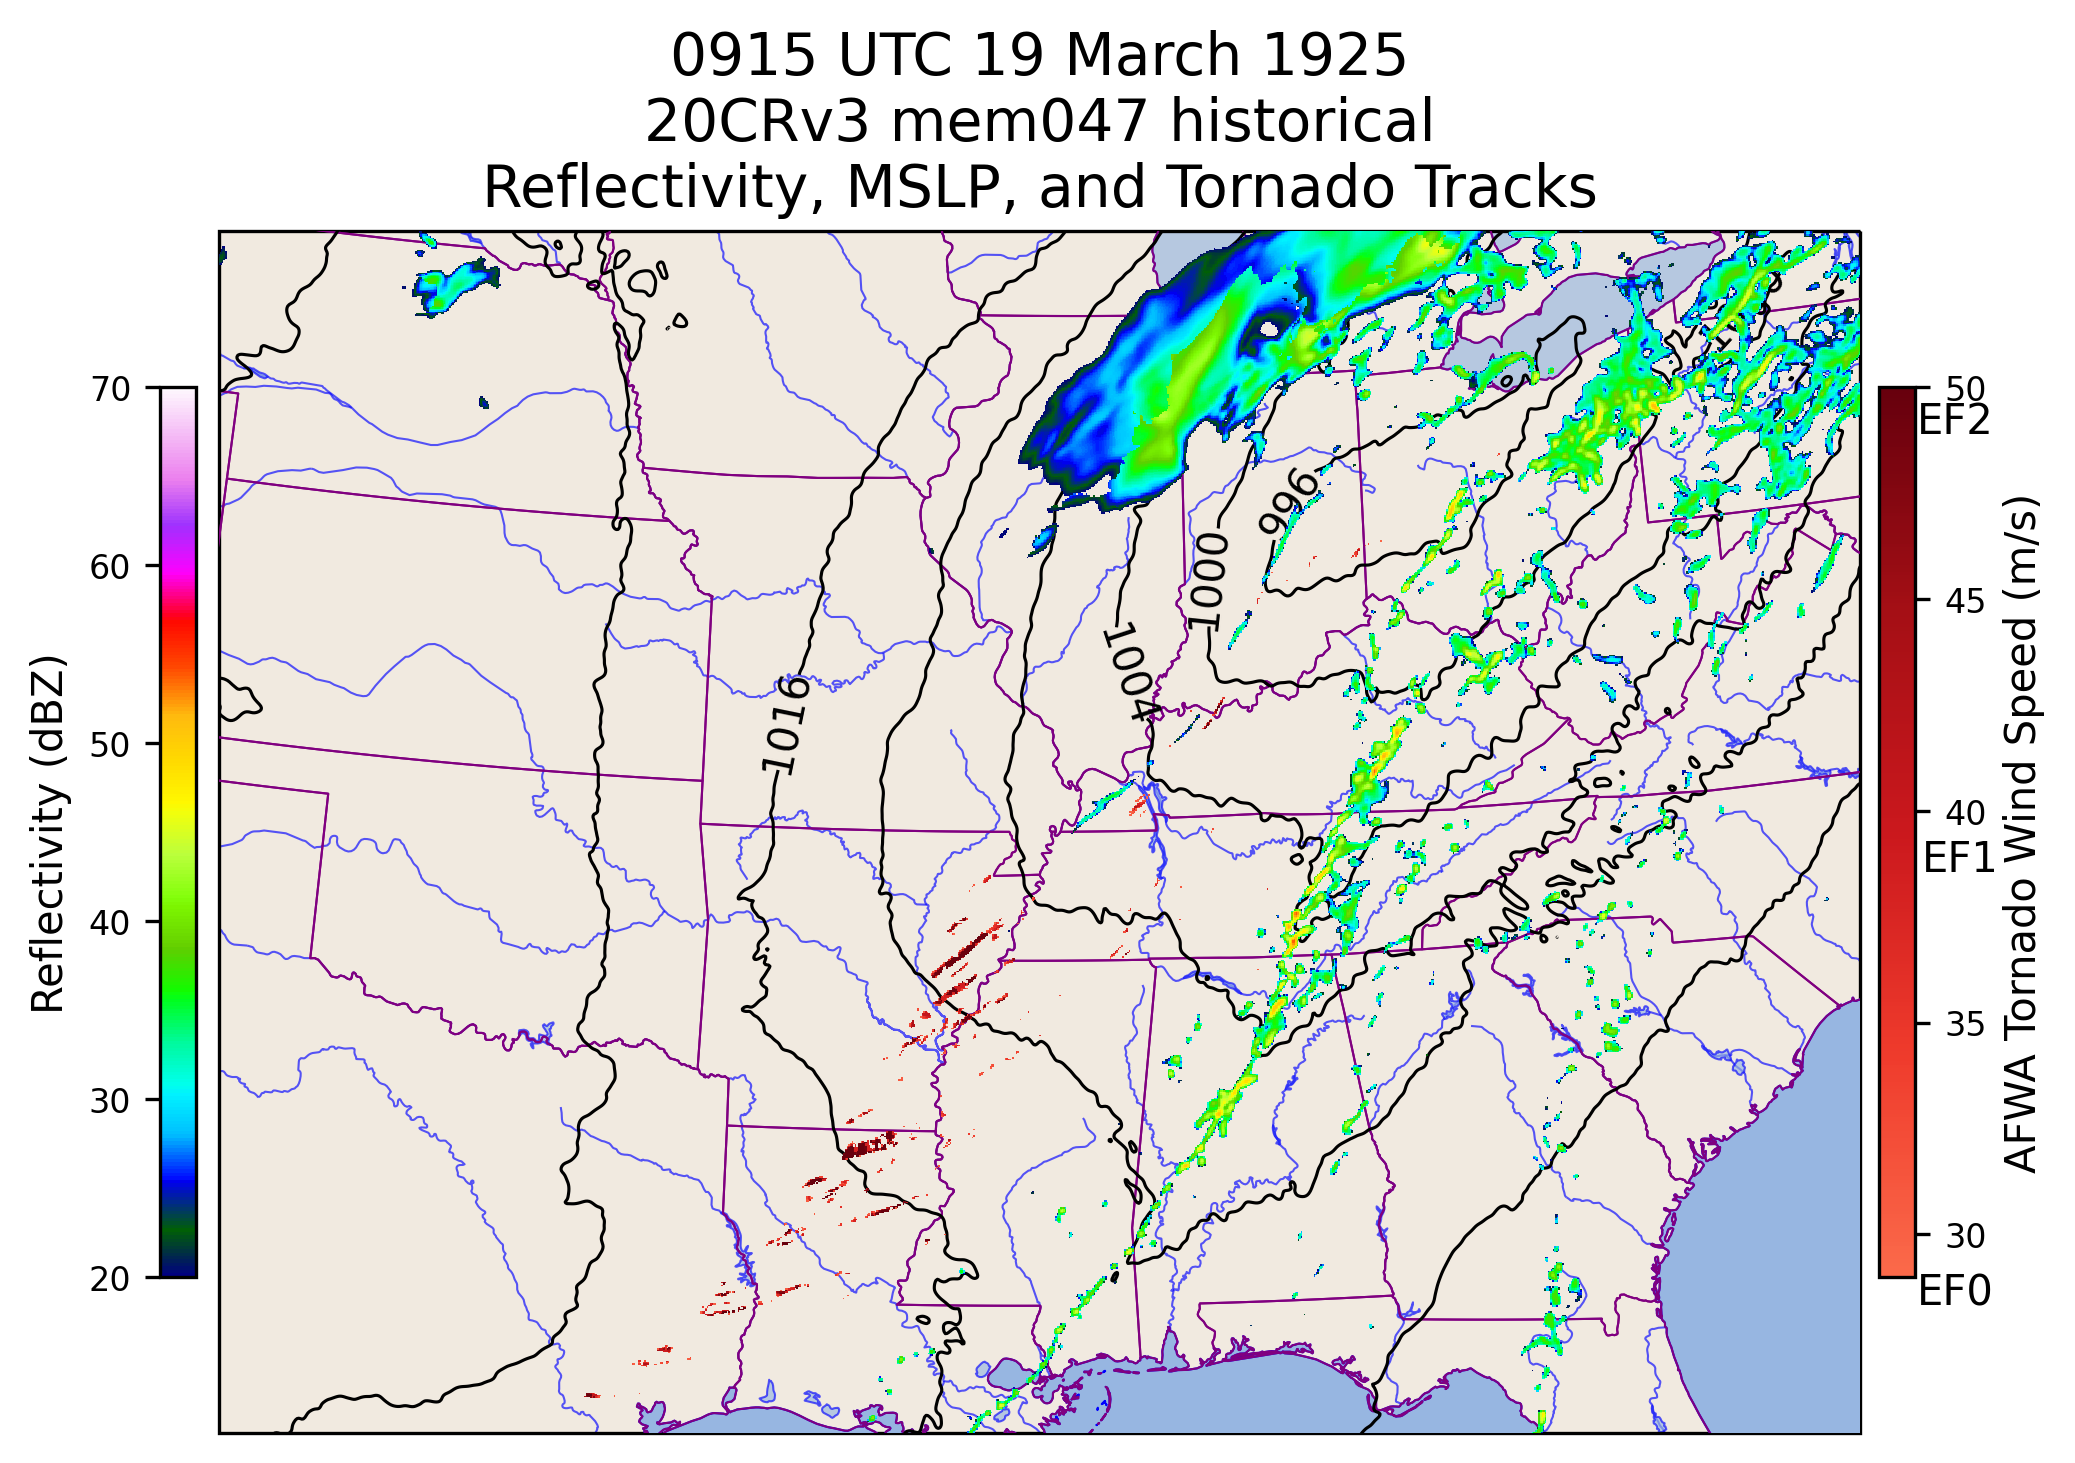 0915 UTC 19 March 1925
20CRv3 mem047 historical
Reflectivity, MSLP, and Tornado Tracks
Reflectivity (dBZ)
70
60
50
40
30
20
996
1000
1004
1016
50
EF2
45
40
EF1
35
30
EF0
AFWA Tornado Wind Speed (m/s)